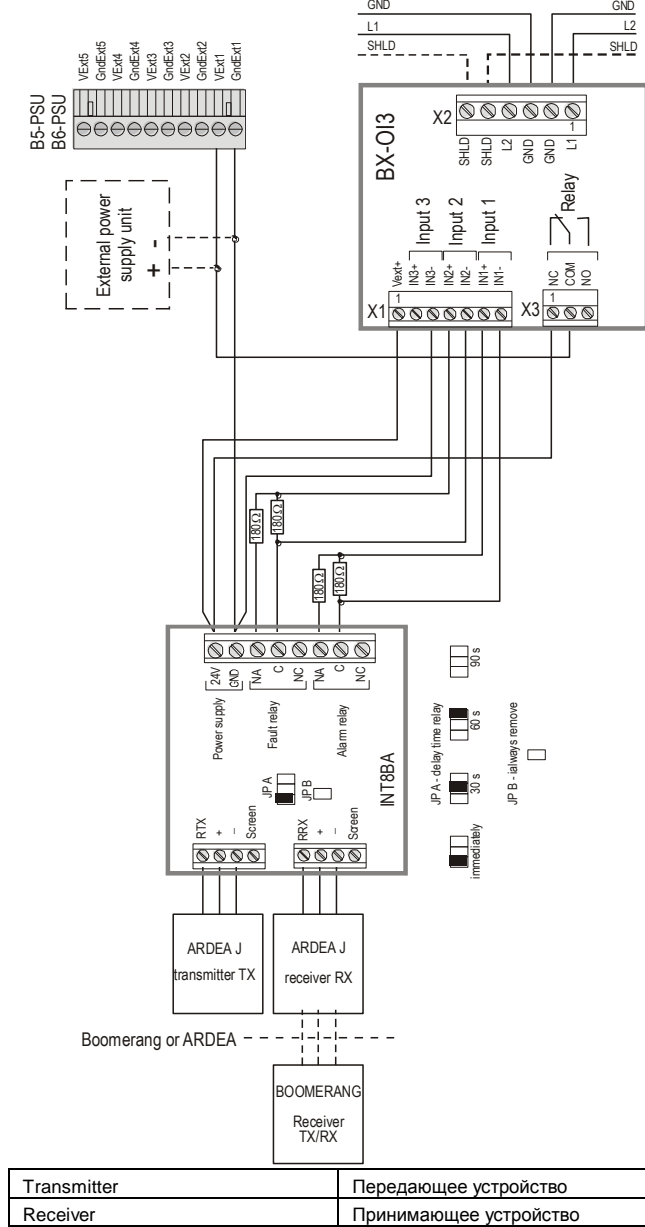 GND GND
L1 L2
SHLD SHLD
VExt5 GndExt5 VExt4 GndExt4 VExt3 GndExt3 VExt2 GndExt2 VExt1 GndExt1
B5-PSU
B6-PSU
External power
supply unit
+ -
BX-OI3
X2
1
SHLD SHLD L2 GND GND L1
Relay
Input 3 Input 2 Input 1
Vext+ IN3+ IN3- IN2+ IN2- IN1+ IN1-
NC COM NO
X1 1
X3 1
180Ω
180Ω
180Ω
180Ω
24V GND NA C NC NA C NC
Power supply
Fault relay
Alarm relay
JP A
JP B
INT8BA
RTX + – Screen
RRX + – Screen
90 s
60 s
30 s
immediately
JP A - delay time relay
JP B - ialways remove
ARDEA J
transmitter TX
ARDEA J
receiver RX
Boomerang or ARDEA
BOOMERANG
Receiver
TX/RX
Transmitter Передающее устройство
Receiver Принимающее устройство